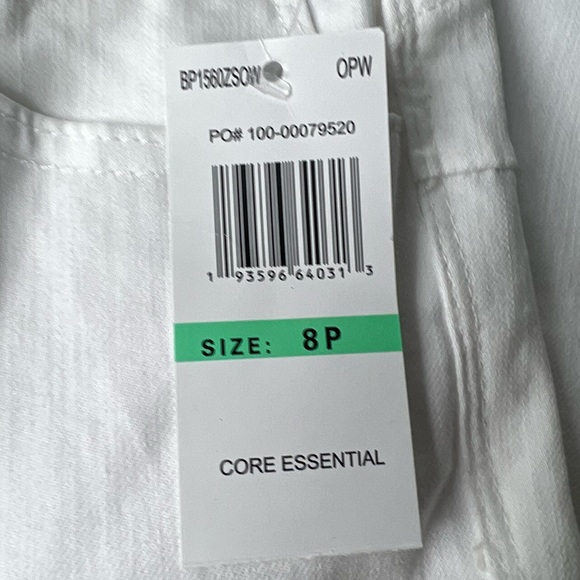 BP1560ZSOW OPW
PO# 100-00079520
1 93596 64031 3
SIZE: 8P
CORE ESSENTIAL